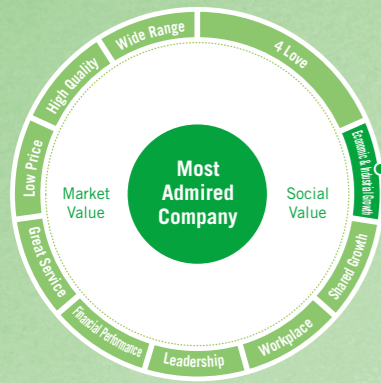 Wide Range
4 Love
High Quality
Economic & Industrial Growth
Low Price
Market
Value
Most
Admired
Company
Social
Value
Great Service
Shared Growth
Financial Performance
Leadership
Workplace